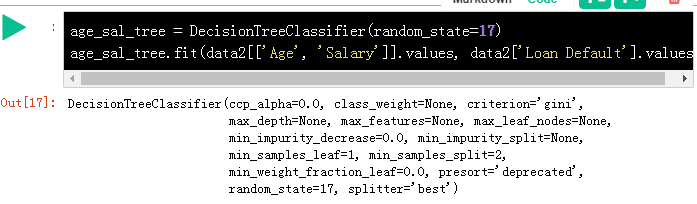 Markdown Code
age_sal_tree = DecisionTreeClassifier(random_state=17)
age_sal_tree.fit(data2[['Age', 'Salary']].values, data2['Loan Default'].values
Out[17]: DecisionTreeClassifier(ccp_alpha=0.0, class_weight=None, criterion='gini',
max_depth=None, max_features=None, max_leaf_nodes=None,
min_impurity_decrease=0.0, min_impurity_split=None,
min_samples_leaf=1, min_samples_split=2,
min_weight_fraction_leaf=0.0, presort='deprecated',
random_state=17, splitter='best')